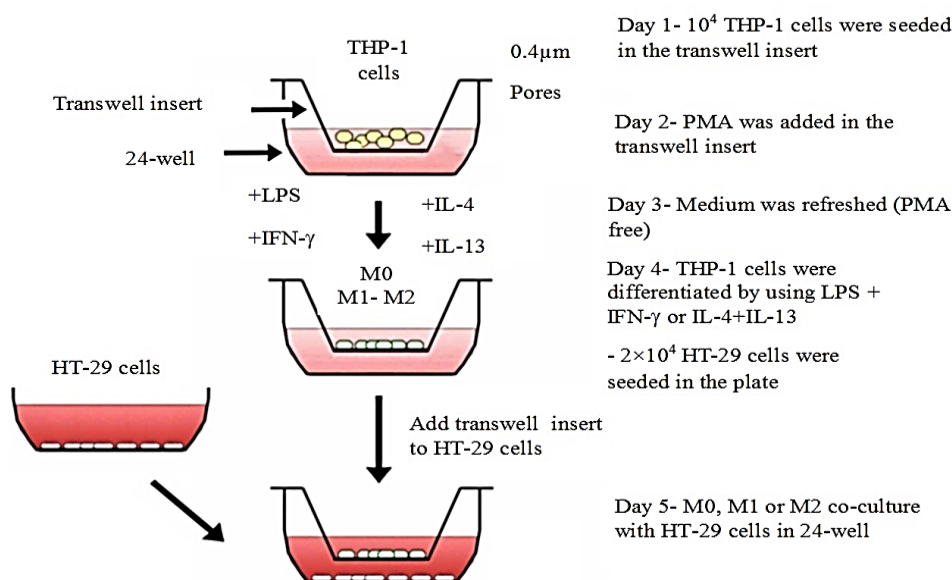 THP-1
cells
0.4µm
Pores
Transwell insert
24-well
+LPS
+IFN-γ
+IL-4
+IL-13
M0
M1- M2
HT-29 cells
Add transwell insert
to HT-29 cells
Day 1- 10⁴ THP-1 cells were seeded
in the transwell insert
Day 2- PMA was added in the
transwell insert
Day 3- Medium was refreshed (PMA
free)
Day 4- THP-1 cells were
differentiated by using LPS +
IFN-γ or IL-4+IL-13
- 2×10⁴ HT-29 cells were
seeded in the plate
Day 5- M0, M1 or M2 co-culture
with HT-29 cells in 24-well